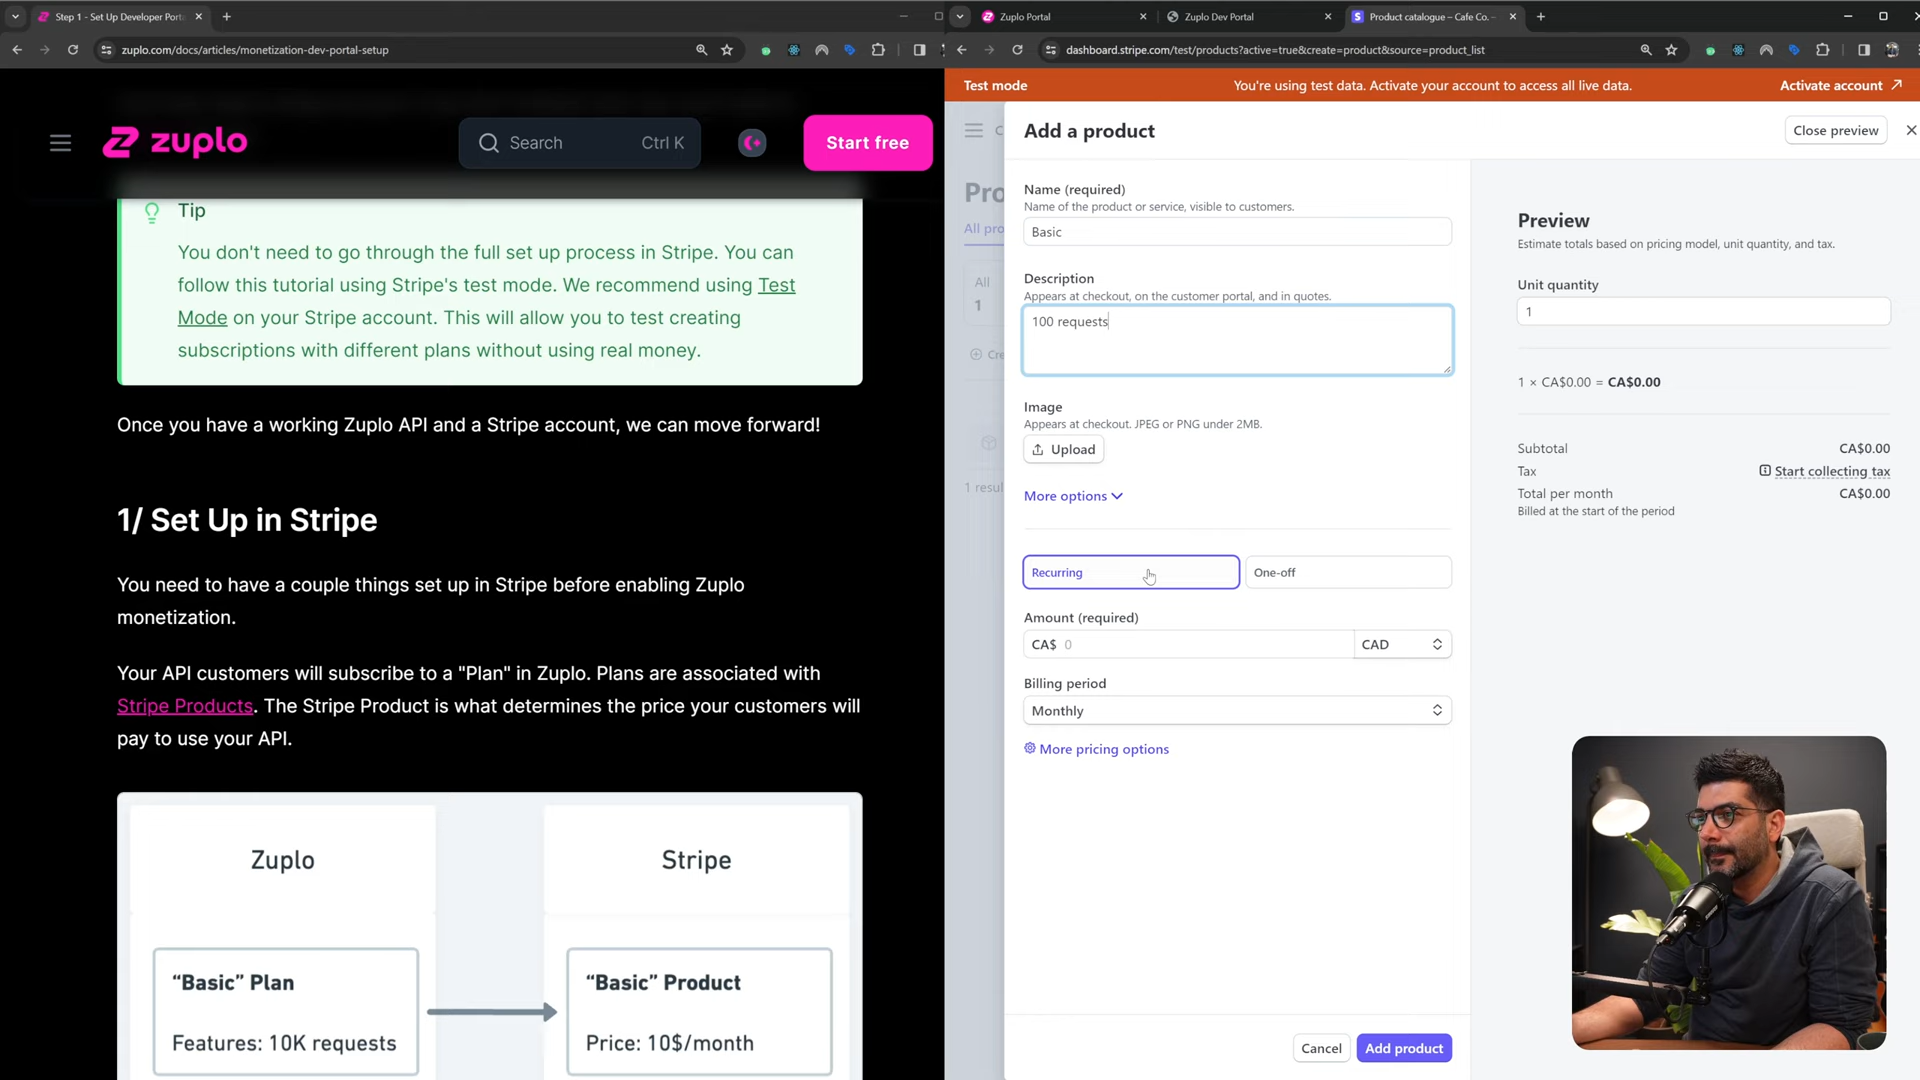 Step 1 - Set Up Developer Port
zuplo.com/docs/articles/monetization-dev-portal-setup
zuplo
Search
Ctrl K
Start free
Tip
You don't need to go through the full set up process in Stripe. You can
follow this tutorial using Stripe's test mode. We recommend using Test
Mode on your Stripe account. This will allow you to test creating
subscriptions with different plans without using real money.
Once you have a working Zuplo API and a Stripe account, we can move forward!
1/ Set Up in Stripe
You need to have a couple things set up in Stripe before enabling Zuplo
monetization.
Your API customers will subscribe to a "Plan" in Zuplo. Plans are associated with
Stripe Products. The Stripe Product is what determines the price your customers will
pay to use your API.
Zuplo
Stripe
“Basic” Plan
Features: 10K requests
“Basic” Product
Price: 10$/month
Zuplo Portal
Zuplo Dev Portal
Product catalogue – Cafe Co. –
dashboard.stripe.com/test/products?active=true&create=product&source=product_list
Test mode
You're using test data. Activate your account to access all live data.
Activate account
Pro
All pro
All
1
Cre
1 resul
Add a product
Close preview
Name (required)
Name of the product or service, visible to customers.
Basic
Description
Appears at checkout, on the customer portal, and in quotes.
100 requests
Image
Appears at checkout. JPEG or PNG under 2MB.
Upload
More options
Recurring
One-off
Amount (required)
CA$ 0
CAD
Billing period
Monthly
More pricing options
Cancel
Add product
Preview
Estimate totals based on pricing model, unit quantity, and tax.
Unit quantity
1
1 × CA$0.00 = CA$0.00
Subtotal
CA$0.00
Tax
Start collecting tax
Total per month
CA$0.00
Billed at the start of the period